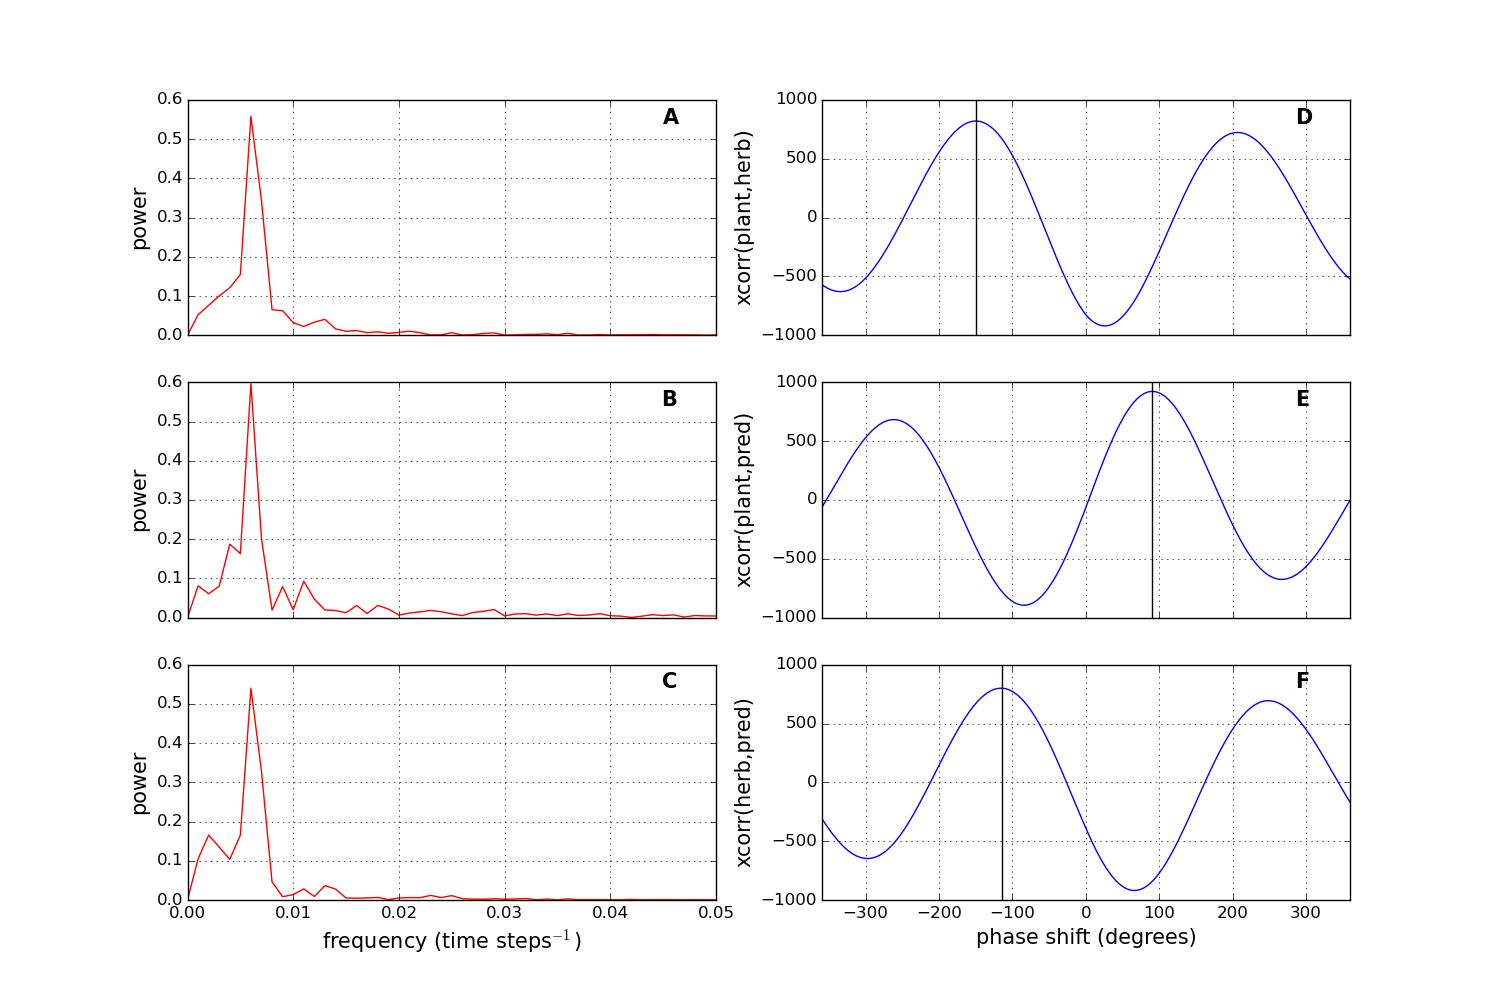 A
power
0.6
0.5
0.4
0.3
0.2
0.1
0.0
D
xcorr(plant,herb)
1000
500
0
−500
−1000
B
power
0.6
0.5
0.4
0.3
0.2
0.1
0.0
E
xcorr(plant,pred)
1000
500
0
−500
−1000
C
power
0.6
0.5
0.4
0.3
0.2
0.1
0.0
0.00 0.01 0.02 0.03 0.04 0.05
frequency (time steps⁻¹)
F
xcorr(herb,pred)
1000
500
0
−500
−1000
−300 −200 −100 0 100 200 300
phase shift (degrees)